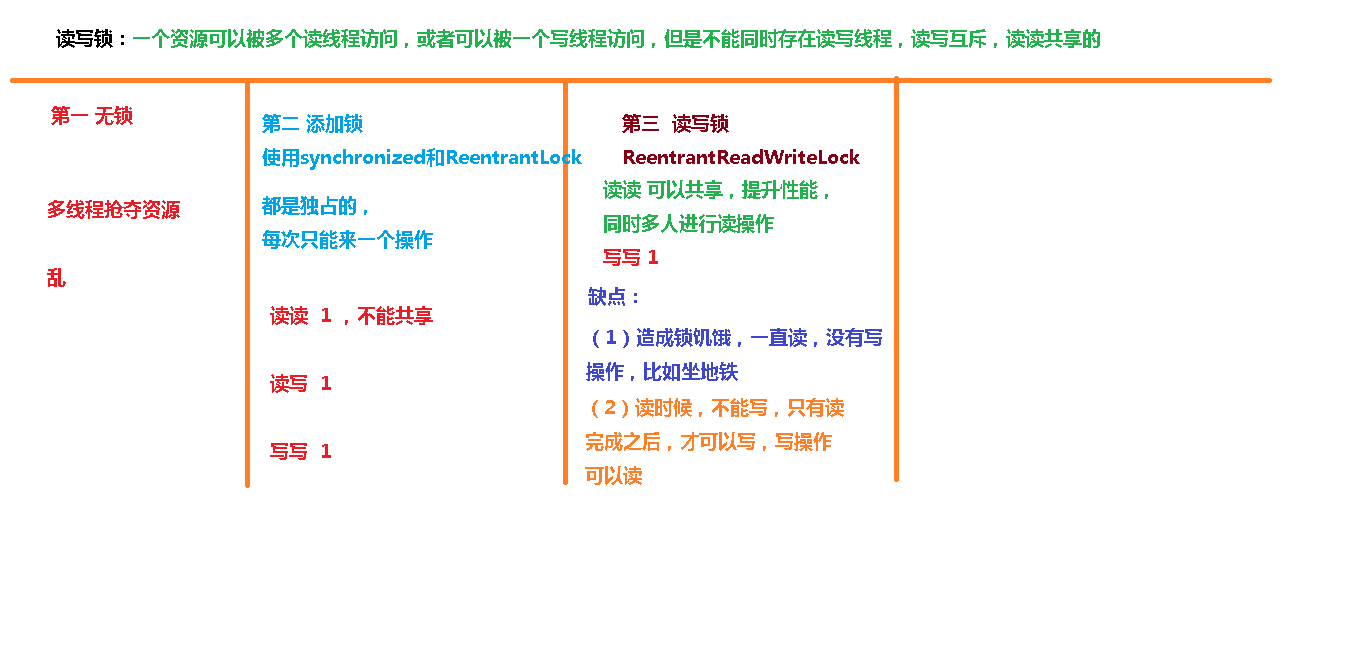 读写锁：一个资源可以被多个读线程访问，或者可以被一个写线程访问，但是不能同时存在读写线程，读写互斥，读读共享的
第一 无锁
多线程抢夺资源
乱
第二 添加锁
使用synchronized和ReentrantLock
都是独占的，
每次只能来一个操作
读读 1 ，不能共享
读写 1
写写 1
第三 读写锁
ReentrantReadWriteLock
读读 可以共享，提升性能，
同时多人进行读操作
写写 1
缺点：
（1）造成锁饥饿，一直读，没有写
操作，比如坐地铁
（2）读时候，不能写，只有读
完成之后，才可以写，写操作
可以读